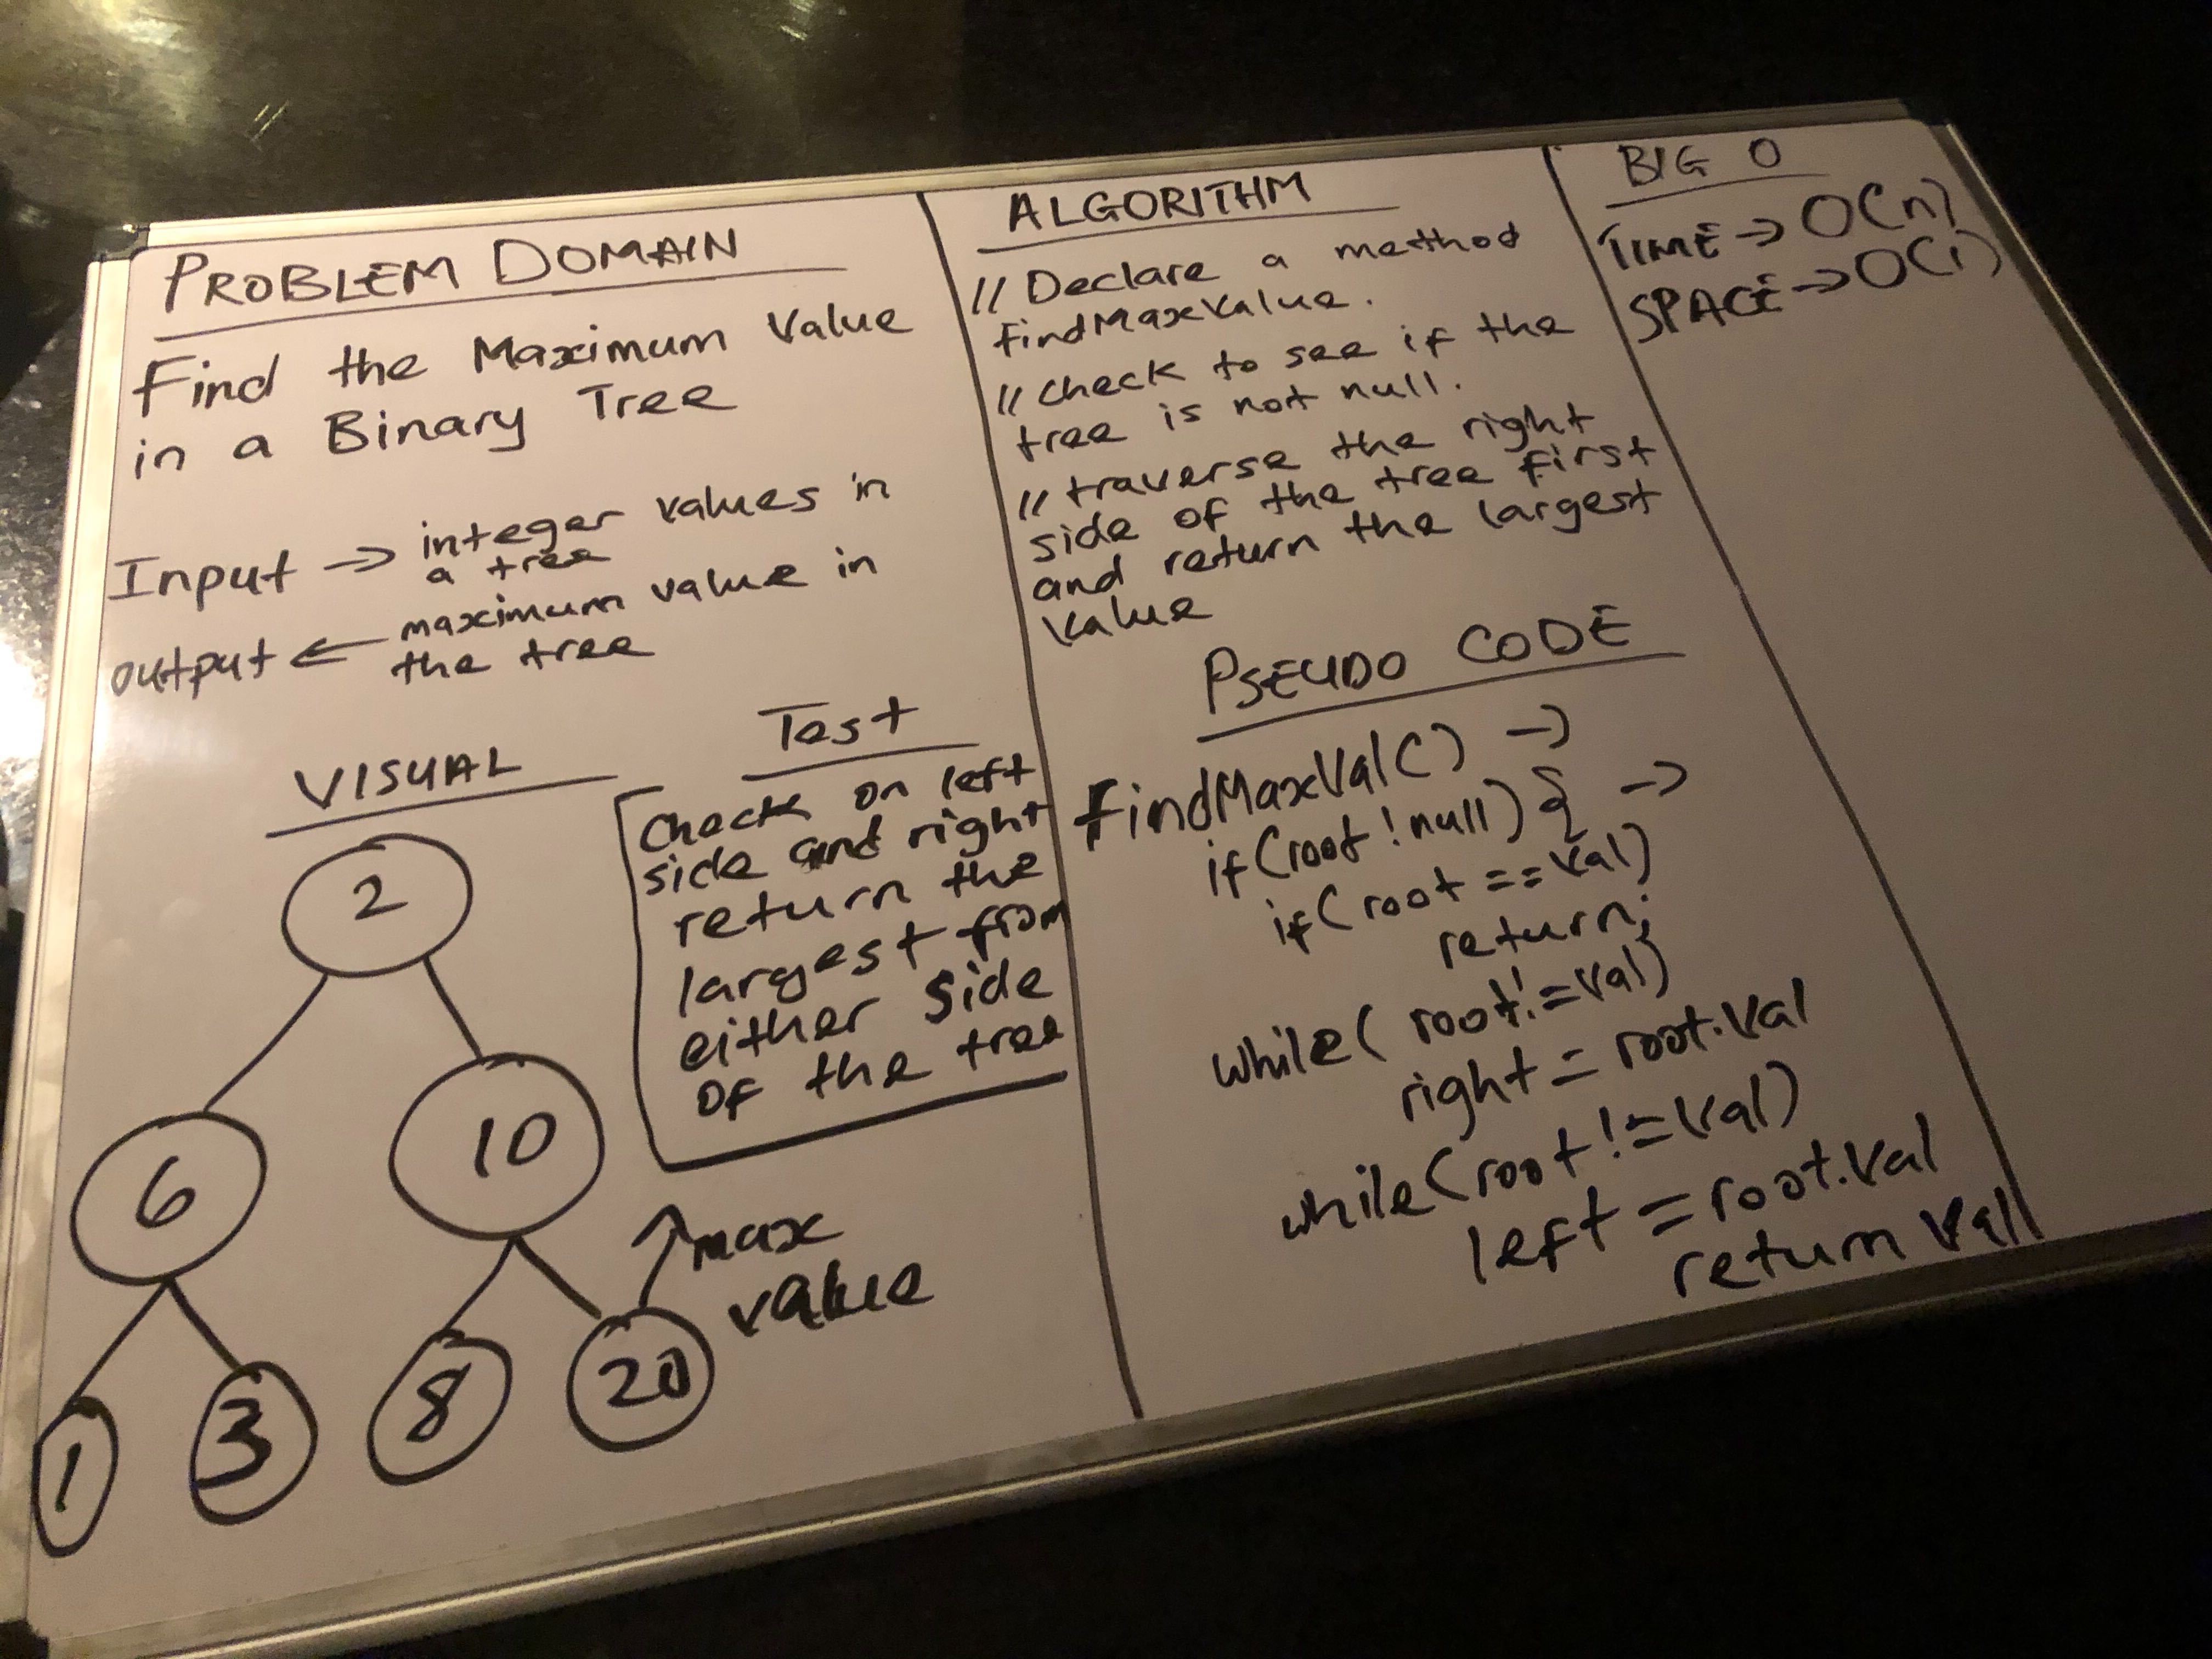 PROBLEM DOMAIN
Find the Maximum Value
in a Binary Tree
Input -> integer values in
a tree
output <- maximum value in
the tree
VISUAL
2
6
10
1
3
8
20
max
value
Test
Check on left
side and right
return the
largest from
either side
of the tree
ALGORITHM
// Declare a method
findMaxValue.
// check to see if the
tree is not null.
// traverse the right
side of the tree first
and return the largest
value
PSEUDO CODE
findMaxVal() ->
if(root !null) { ->
if(root == val)
return;
while( root != val)
right = root.val
while(root != val)
left = root.val
return val
BIG O
TIME -> O(n)
SPACE -> O(1)